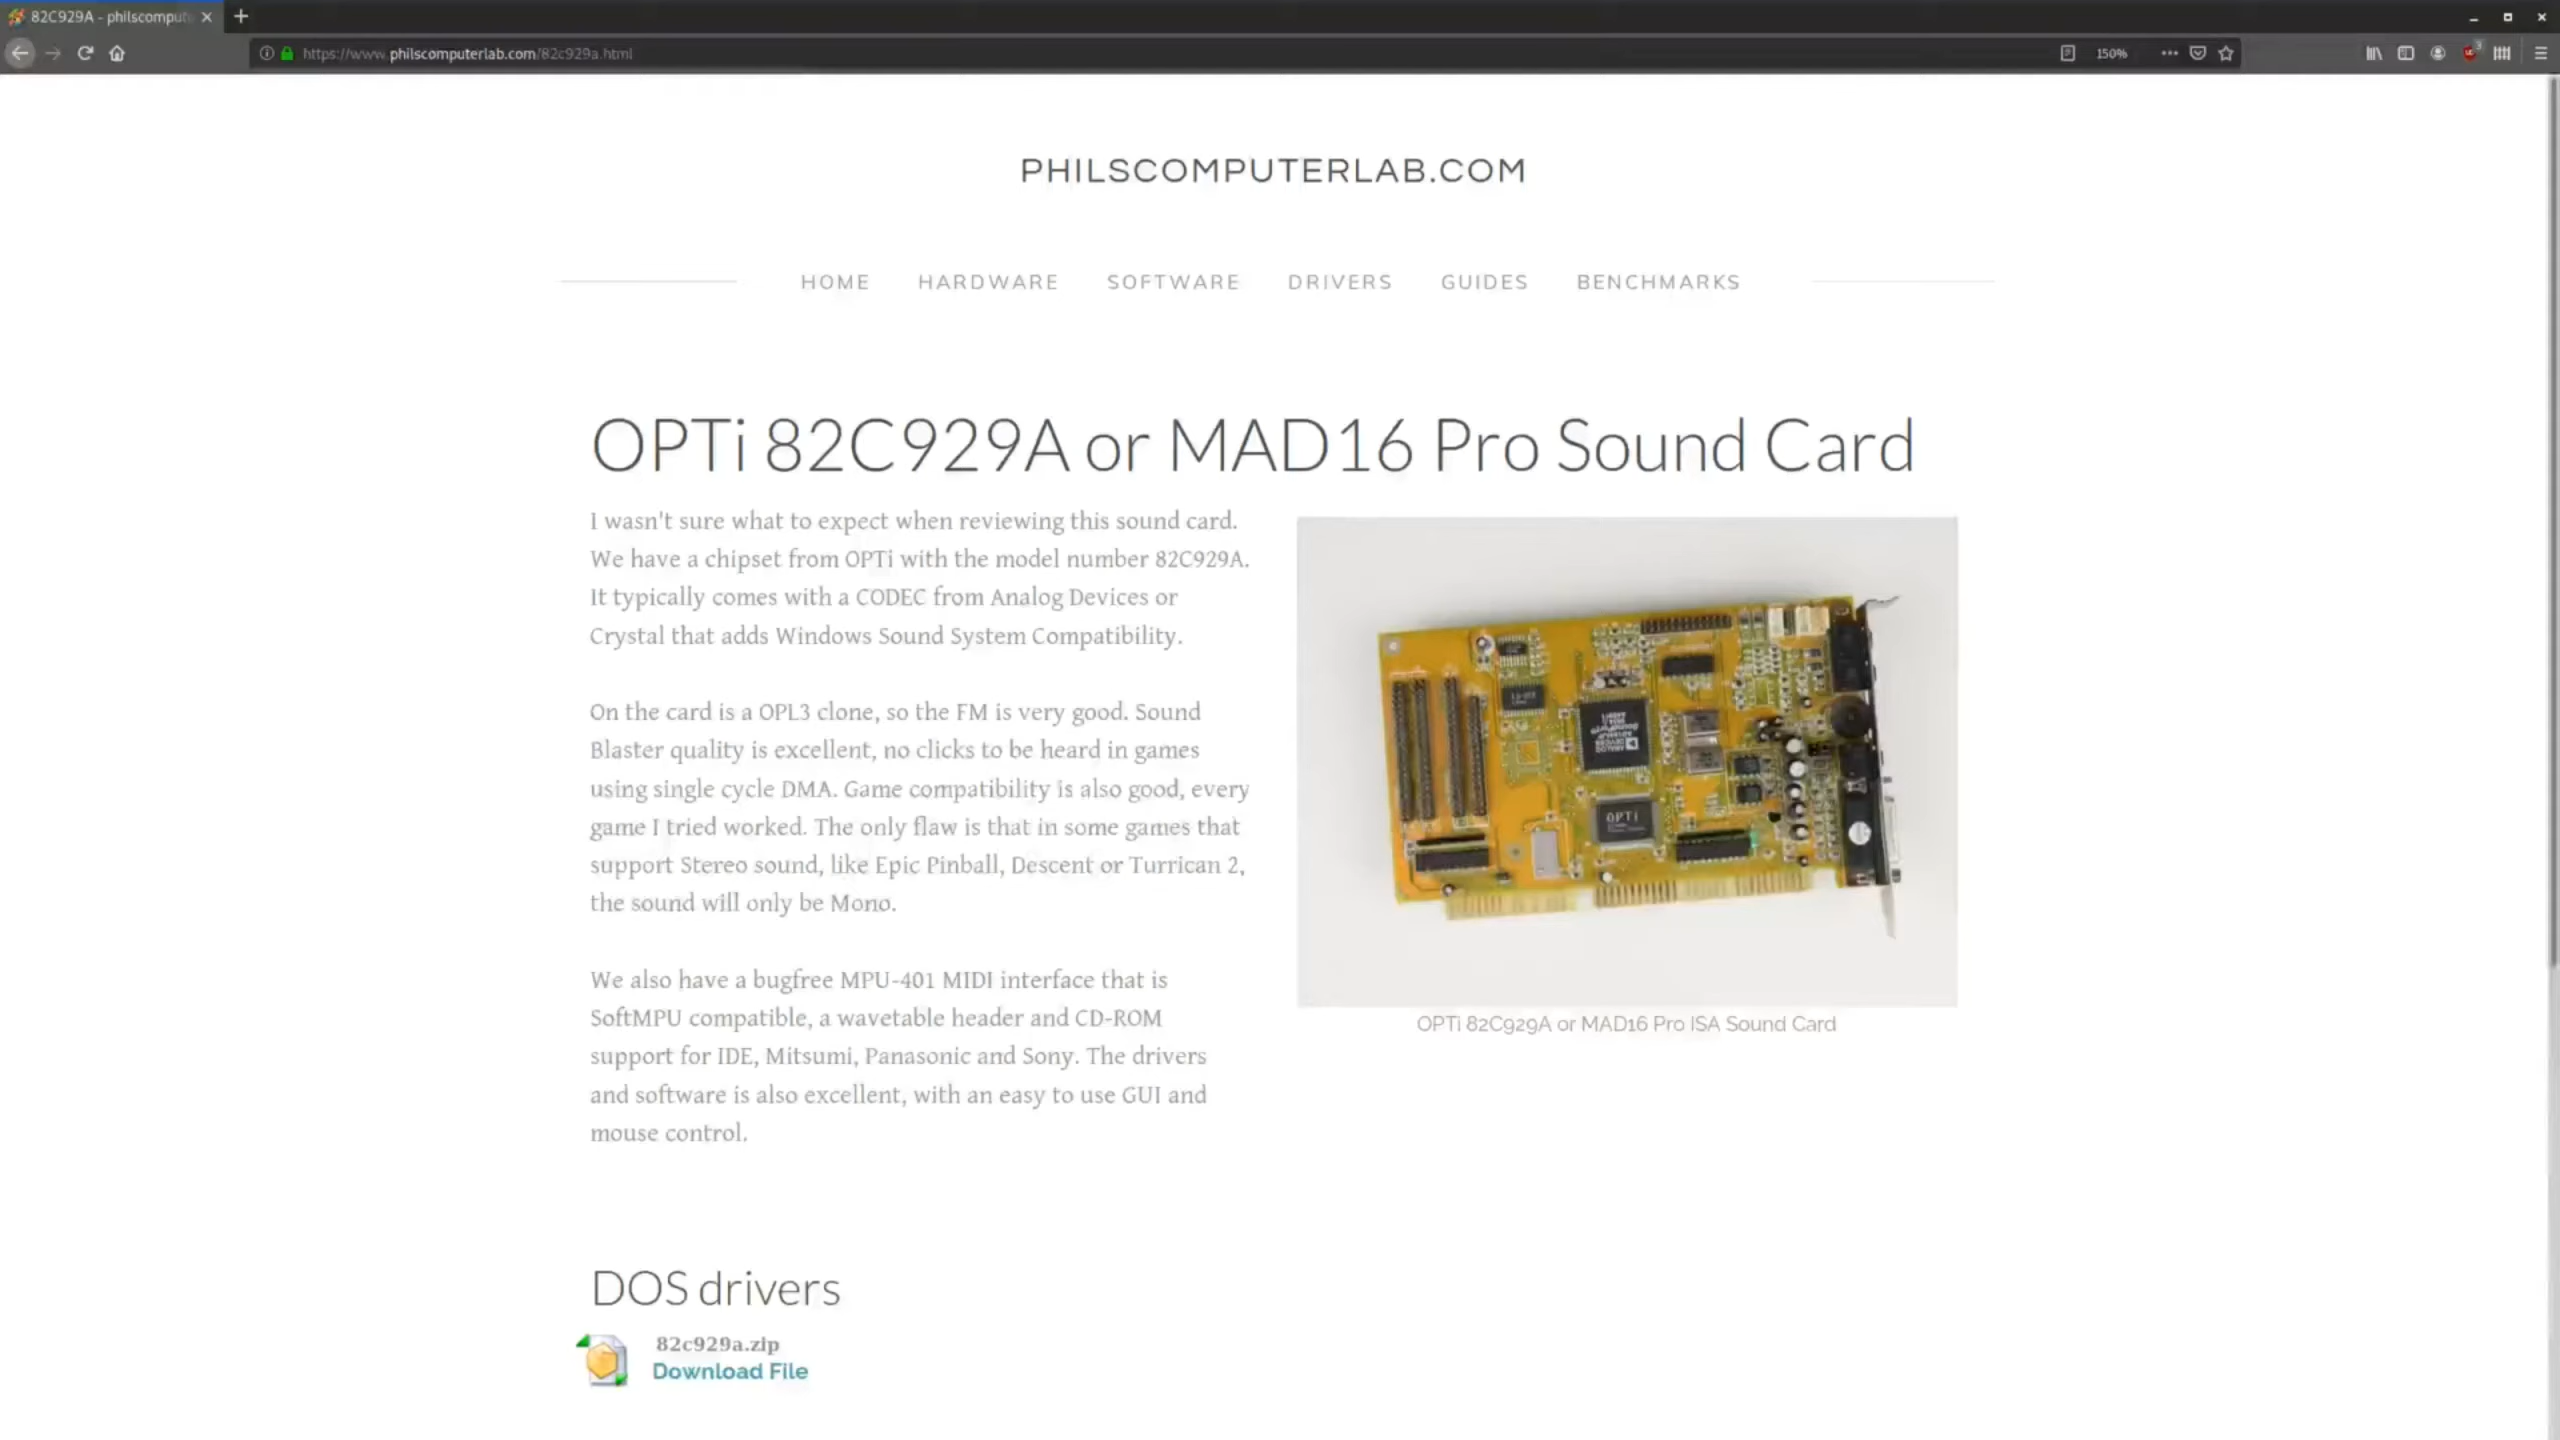 82C929A - philscompute
https://www.philscomputerlab.com/82c929a.html
150%
PHILSCOMPUTERLAB.COM
HOME HARDWARE SOFTWARE DRIVERS GUIDES BENCHMARKS
OPTi 82C929A or MAD16 Pro Sound Card
I wasn't sure what to expect when reviewing this sound card.
We have a chipset from OPTi with the model number 82C929A.
It typically comes with a CODEC from Analog Devices or
Crystal that adds Windows Sound System Compatibility.
On the card is a OPL3 clone, so the FM is very good. Sound
Blaster quality is excellent, no clicks to be heard in games
using single cycle DMA. Game compatibility is also good, every
game I tried worked. The only flaw is that in some games that
support Stereo sound, like Epic Pinball, Descent or Turrican 2,
the sound will only be Mono.
We also have a bugfree MPU-401 MIDI interface that is
SoftMPU compatible, a wavetable header and CD-ROM
support for IDE, Mitsumi, Panasonic and Sony. The drivers
and software is also excellent, with an easy to use GUI and
mouse control.
OPTi
OPTi 82C929A or MAD16 Pro ISA Sound Card
DOS drivers
82c929a.zip
Download File